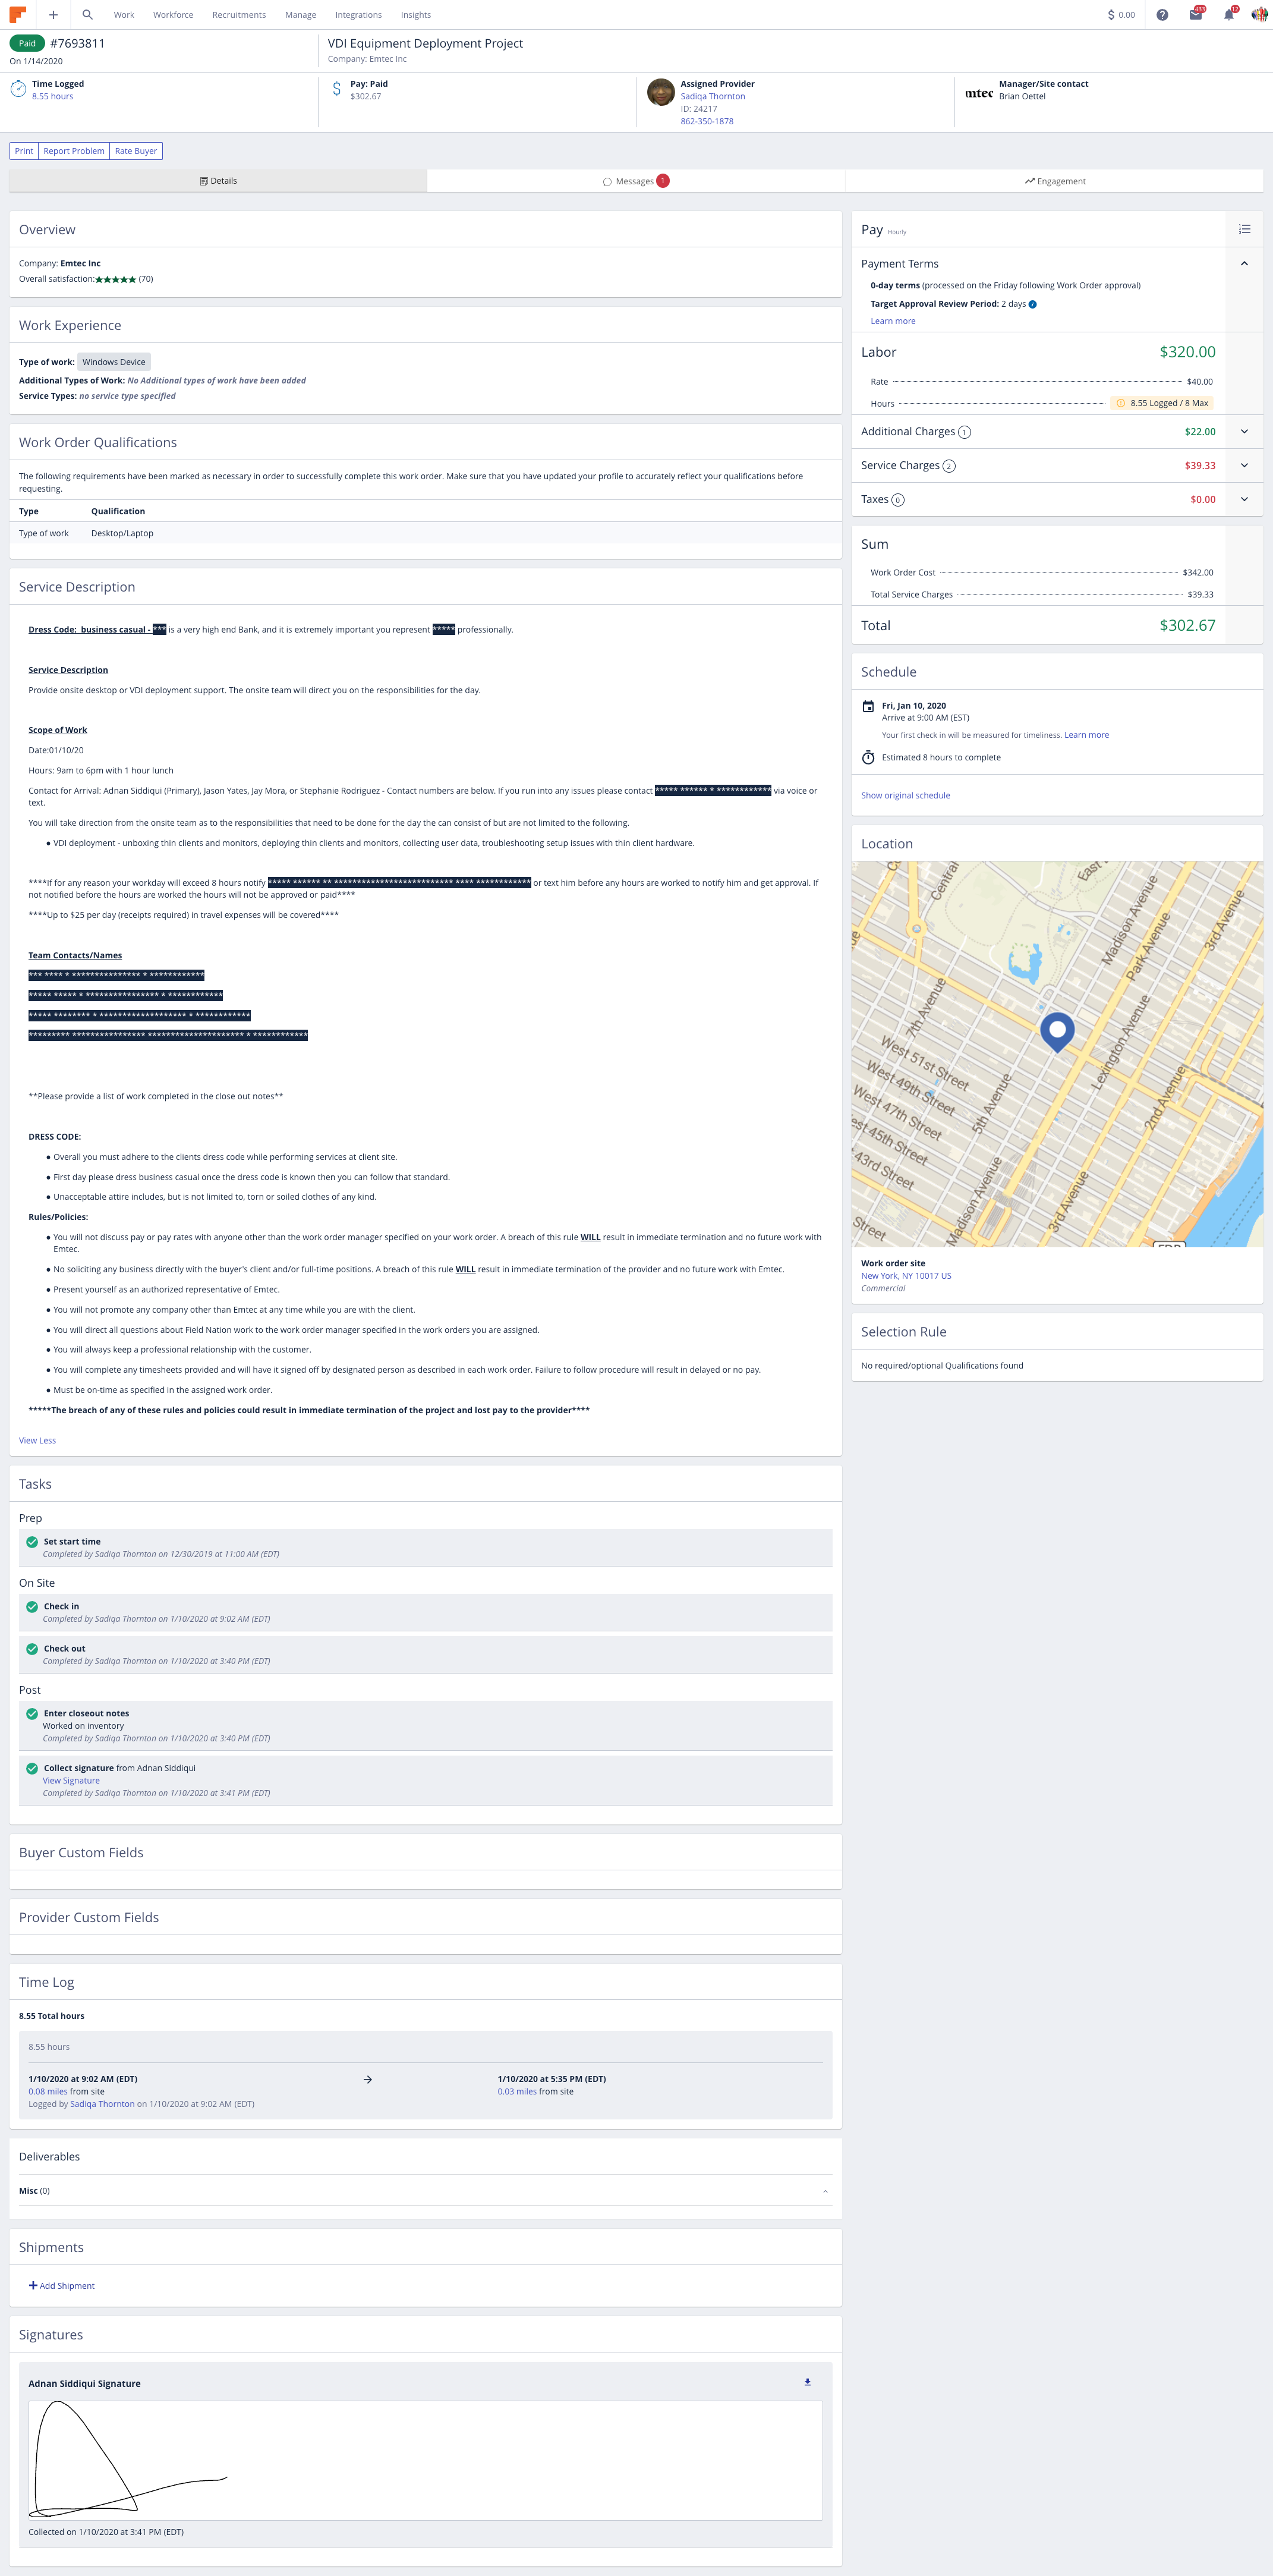 Work Workforce Recruitments Manage Integrations Insights $ 0.00 433 12
Paid #7693811
On 1/14/2020
VDI Equipment Deployment Project
Company: Emtec Inc
Time Logged
8.55 hours
Pay: Paid
$302.67
Assigned Provider
Sadiqa Thornton
ID: 24217
862-350-1878
mtec
Manager/Site contact
Brian Oettel
Print Report Problem Rate Buyer
Details Messages 1 Engagement
Overview
Company: Emtec Inc
Overall satisfaction:★★★★★ (70)
Work Experience
Type of work: Windows Device
Additional Types of Work: No Additional types of work have been added
Service Types: no service type specified
Work Order Qualifications
The following requirements have been marked as necessary in order to successfully complete this work order. Make sure that you have updated your profile to accurately reflect your qualifications before
requesting.
Type Qualification
Type of work Desktop/Laptop
Service Description
Dress Code: business casual - *** is a very high end Bank, and it is extremely important you represent ***** professionally.
Service Description
Provide onsite desktop or VDI deployment support. The onsite team will direct you on the responsibilities for the day.
Scope of Work
Date:01/10/20
Hours: 9am to 6pm with 1 hour lunch
Contact for Arrival: Adnan Siddiqui (Primary), Jason Yates, Jay Mora, or Stephanie Rodriguez - Contact numbers are below. If you run into any issues please contact ***** ****** * ************ via voice or
text.
You will take direction from the onsite team as to the responsibilities that need to be done for the day the can consist of but are not limited to the following.
● VDI deployment - unboxing thin clients and monitors, deploying thin clients and monitors, collecting user data, troubleshooting setup issues with thin client hardware.
****If for any reason your workday will exceed 8 hours notify ***** ****** ** ************************** **** ************ or text him before any hours are worked to notify him and get approval. If
not notified before the hours are worked the hours will not be approved or paid****
****Up to $25 per day (receipts required) in travel expenses will be covered****
Team Contacts/Names
*** **** * *************** * ************
***** ***** * **************** * ************
***** ******** * ******************* * ************
********* **************** ********************* * ************
**Please provide a list of work completed in the close out notes**
DRESS CODE:
● Overall you must adhere to the clients dress code while performing services at client site.
● First day please dress business casual once the dress code is known then you can follow that standard.
● Unacceptable attire includes, but is not limited to, torn or soiled clothes of any kind.
Rules/Policies:
● You will not discuss pay or pay rates with anyone other than the work order manager specified on your work order. A breach of this rule WILL result in immediate termination and no future work with
Emtec.
● No soliciting any business directly with the buyer's client and/or full-time positions. A breach of this rule WILL result in immediate termination of the provider and no future work with Emtec.
● Present yourself as an authorized representative of Emtec.
● You will not promote any company other than Emtec at any time while you are with the client.
● You will direct all questions about Field Nation work to the work order manager specified in the work orders you are assigned.
● You will always keep a professional relationship with the customer.
● You will complete any timesheets provided and will have it signed off by designated person as described in each work order. Failure to follow procedure will result in delayed or no pay.
● Must be on-time as specified in the assigned work order.
*****The breach of any of these rules and policies could result in immediate termination of the project and lost pay to the provider****
View Less
Tasks
Prep
Set start time
Completed by Sadiqa Thornton on 12/30/2019 at 11:00 AM (EDT)
On Site
Check in
Completed by Sadiqa Thornton on 1/10/2020 at 9:02 AM (EDT)
Check out
Completed by Sadiqa Thornton on 1/10/2020 at 3:40 PM (EDT)
Post
Enter closeout notes
Worked on inventory
Completed by Sadiqa Thornton on 1/10/2020 at 3:40 PM (EDT)
Collect signature from Adnan Siddiqui
View Signature
Completed by Sadiqa Thornton on 1/10/2020 at 3:41 PM (EDT)
Buyer Custom Fields
Provider Custom Fields
Time Log
8.55 Total hours
8.55 hours
1/10/2020 at 9:02 AM (EDT) 1/10/2020 at 5:35 PM (EDT)
0.08 miles from site 0.03 miles from site
Logged by Sadiqa Thornton on 1/10/2020 at 9:02 AM (EDT)
Deliverables
Misc (0)
Shipments
Add Shipment
Signatures
Adnan Siddiqui Signature
Collected on 1/10/2020 at 3:41 PM (EDT)
Pay Hourly
Payment Terms
0-day terms (processed on the Friday following Work Order approval)
Target Approval Review Period: 2 days
Learn more
Labor $320.00
Rate $40.00
Hours 8.55 Logged / 8 Max
Additional Charges 1 $22.00
Service Charges 2 $39.33
Taxes 0 $0.00
Sum
Work Order Cost $342.00
Total Service Charges $39.33
Total $302.67
Schedule
Fri, Jan 10, 2020
Arrive at 9:00 AM (EST)
Your first check in will be measured for timeliness. Learn more
Estimated 8 hours to complete
Show original schedule
Location
Central
East
Madison Avenue
Park Avenue
3rd Avenue
7th Avenue
West 51st Street
West 49th Street
West 47th Street
est 45th Street
43rd Street
Street
5th Avenue
Lexington Avenue
2nd Avenue
Madison Avenue
3rd Avenue
Work order site
New York, NY 10017 US
Commercial
Selection Rule
No required/optional Qualifications found